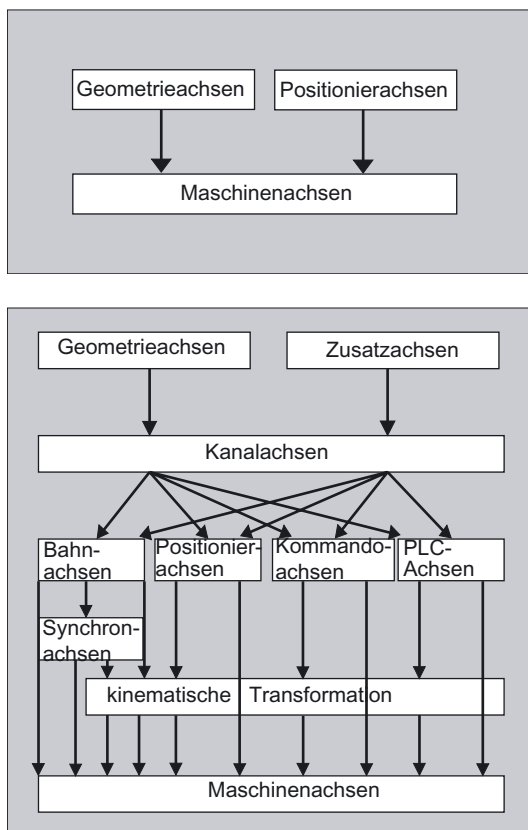 Geometrieachsen
Positionierachsen
Maschinenachsen
Geometrieachsen
Zusatzachsen
Kanalachsen
Bahn-
achsen
Positionier-
achsen
Kommando-
achsen
PLC-
Achsen
Synchron-
achsen
kinematische Transformation
Maschinenachsen